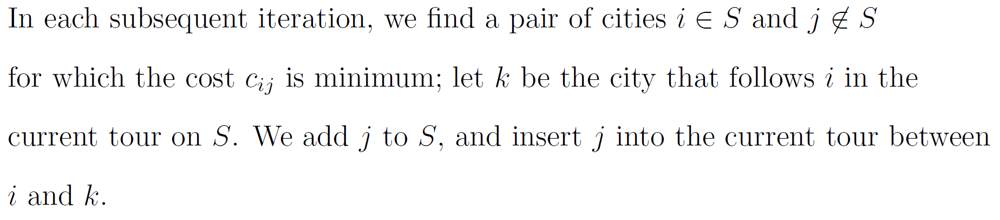 In each subsequent iteration, we find a pair of cities i ∈ S and j ∉ S
for which the cost c_{ij} is minimum; let k be the city that follows i in the
current tour on S. We add j to S, and insert j into the current tour between
i and k.